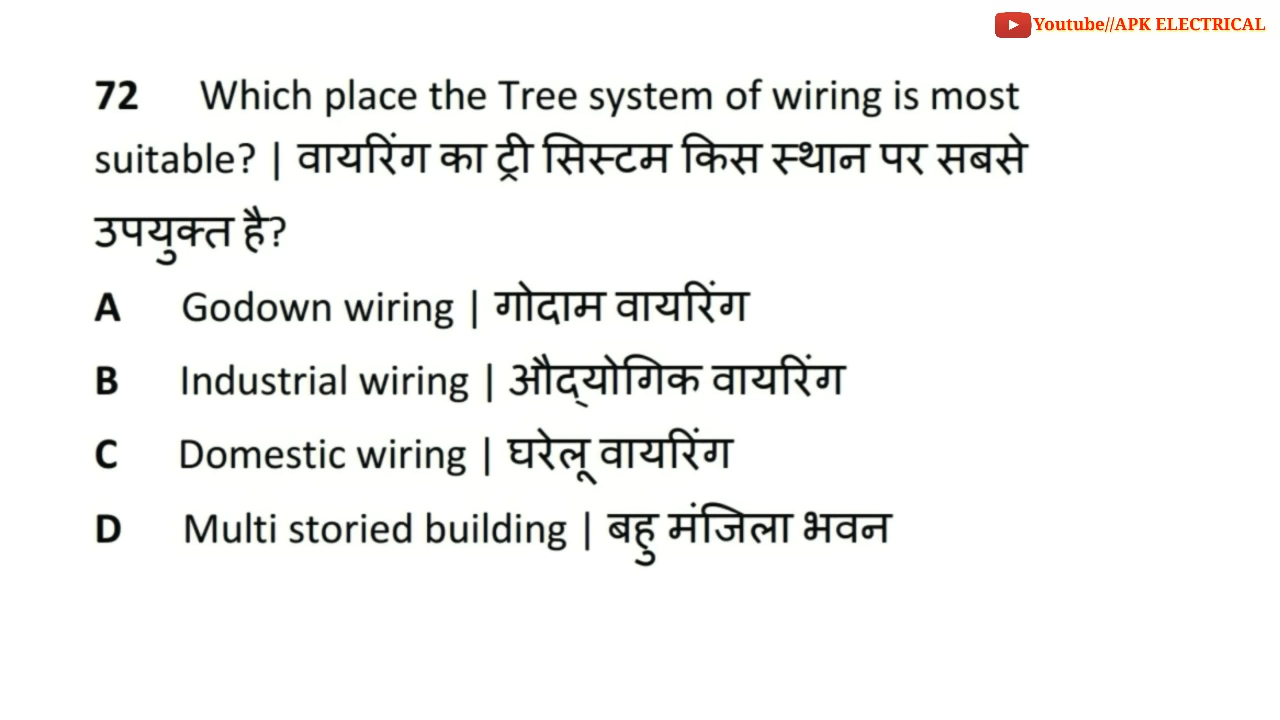 Youtube//APK ELECTRICAL
72 Which place the Tree system of wiring is most
suitable? | वायरिंग का ट्री सिस्टम किस स्थान पर सबसे
उपयुक्त है?
A Godown wiring | गोदाम वायरिंग
B Industrial wiring | औद्योगिक वायरिंग
C Domestic wiring | घरेलू वायरिंग
D Multi storied building | बहु मंजिला भवन